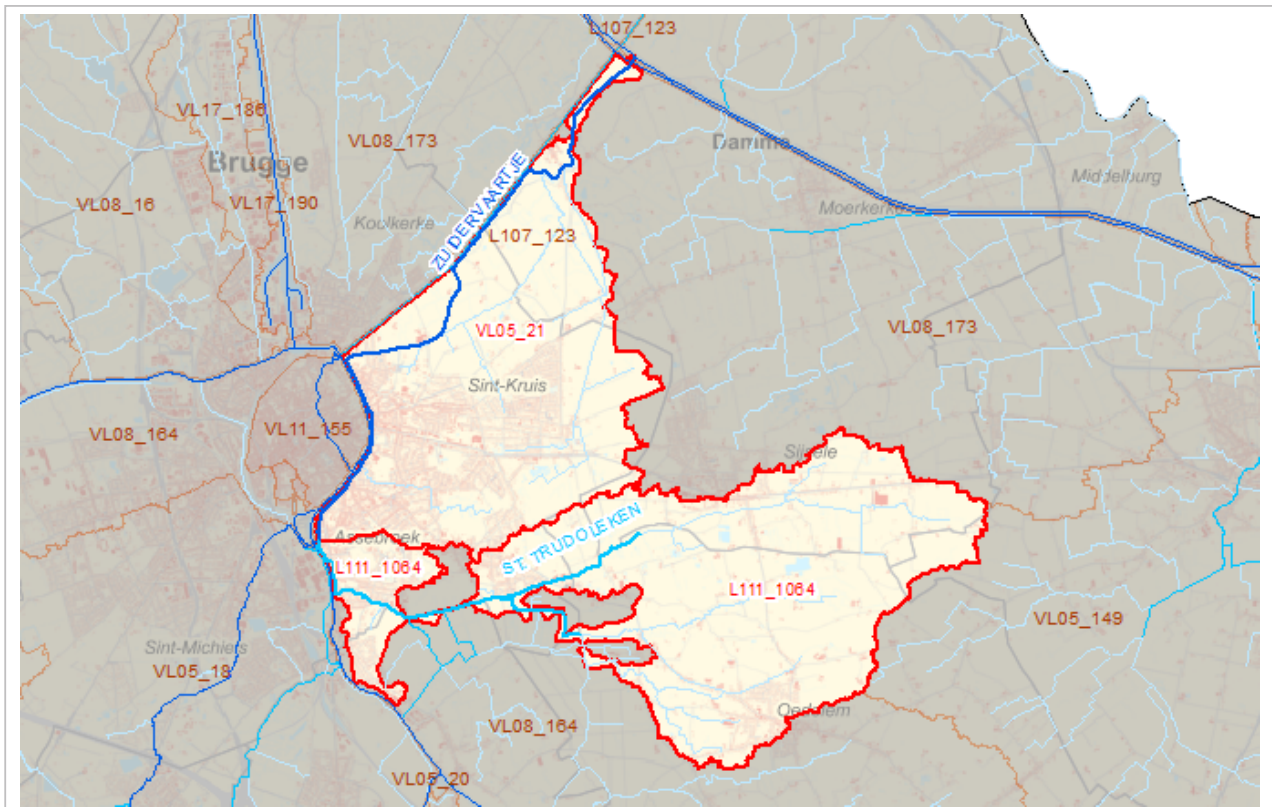 L107_123
VL17_186
VL08_173
Damme
Brugge
Middelburg
VL08_16
VL17_190
Koolkerke
ZUIDERVAARTJE
Moerkerke
L107_123
VL05_21
VL08_173
Sint-Kruis
VL08_164
VL11_155
Sijsele
Assebroek
ST. TRUDOLEKEN
L111_1064
L111_1064
VL05_149
Sint-Michiels
VL05_18
Oedelem
VL08_164
VL05_20